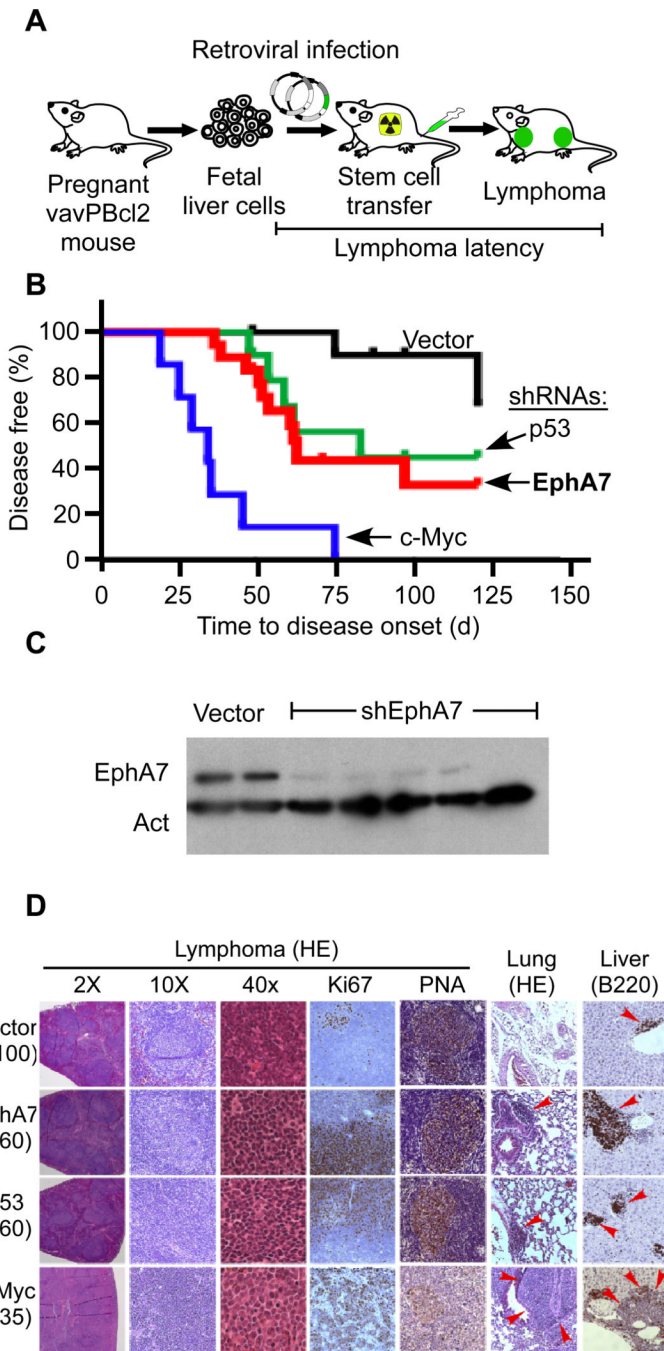 A
Retroviral infection
Pregnant
vavPBcl2
mouse
Fetal
liver cells
Stem cell
transfer
Lymphoma
Lymphoma latency
B
Disease free (%)
100
80
60
40
20
0
0 25 50 75 100 125 150
Time to disease onset (d)
Vector
shRNAs:
p53
EphA7
c-Myc
C
Vector
shEphA7
EphA7
Act
D
Lymphoma (HE)
2X 10X 40x Ki67 PNA
Lung
(HE)
Liver
(B220)
ctor
100)
hA7
60)
53
60)
Myc
35)